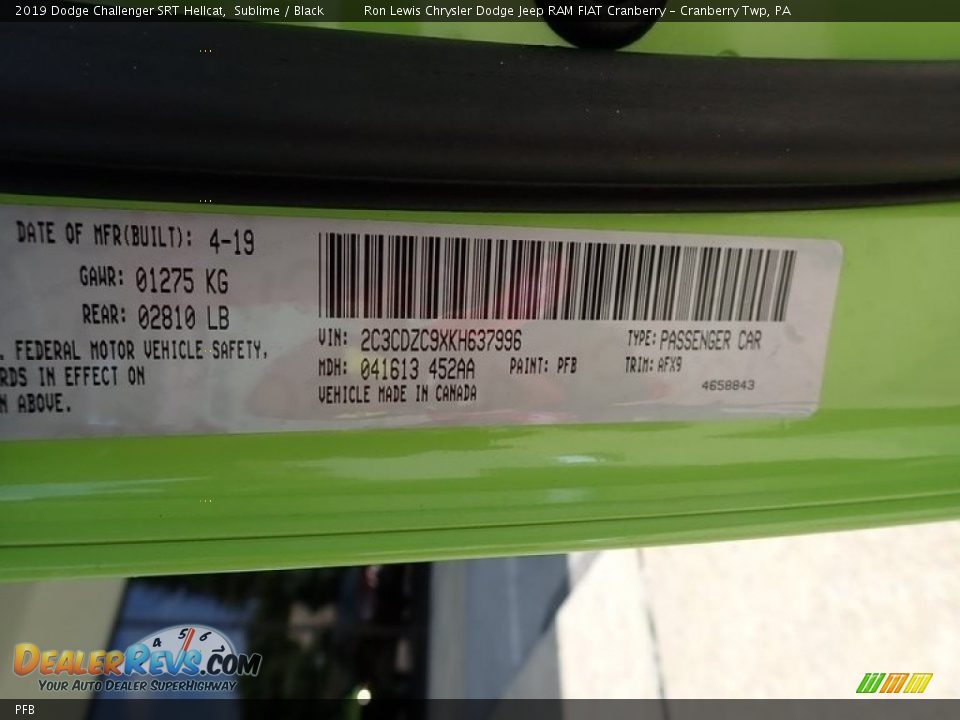 2019 Dodge Challenger SRT Hellcat, Sublime / Black Ron Lewis Chrysler Dodge Jeep RAM FIAT Cranberry - Cranberry Twp, PA
DATE OF MFR(BUILT): 4-19
GAWR: 01275 KG
REAR: 02810 LB
. FEDERAL MOTOR VEHICLE SAFETY,
RDS IN EFFECT ON
N ABOVE.
VIN: 2C3CDZC9XKH637996 TYPE: PASSENGER CAR
MDH: 041613 452AA PAINT: PFB TRIM: AFX9
VEHICLE MADE IN CANADA 4658843
4 5 6
DEALERREVS.COM
YOUR AUTO DEALER SUPERHIGHWAY
PFB